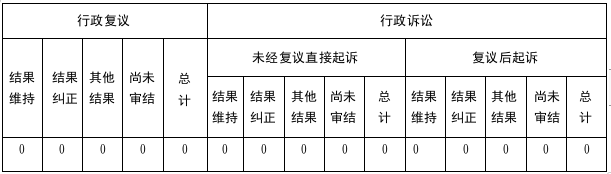 行政复议 行政诉讼
未经复议直接起诉 复议后起诉
结果维持 结果纠正 其他结果 尚未审结 总计 结果维持 结果纠正 其他结果 尚未审结 总计 结果维持 结果纠正 其他结果 尚未审结 总计
0 0 0 0 0 0 0 0 0 0 0 0 0 0 0